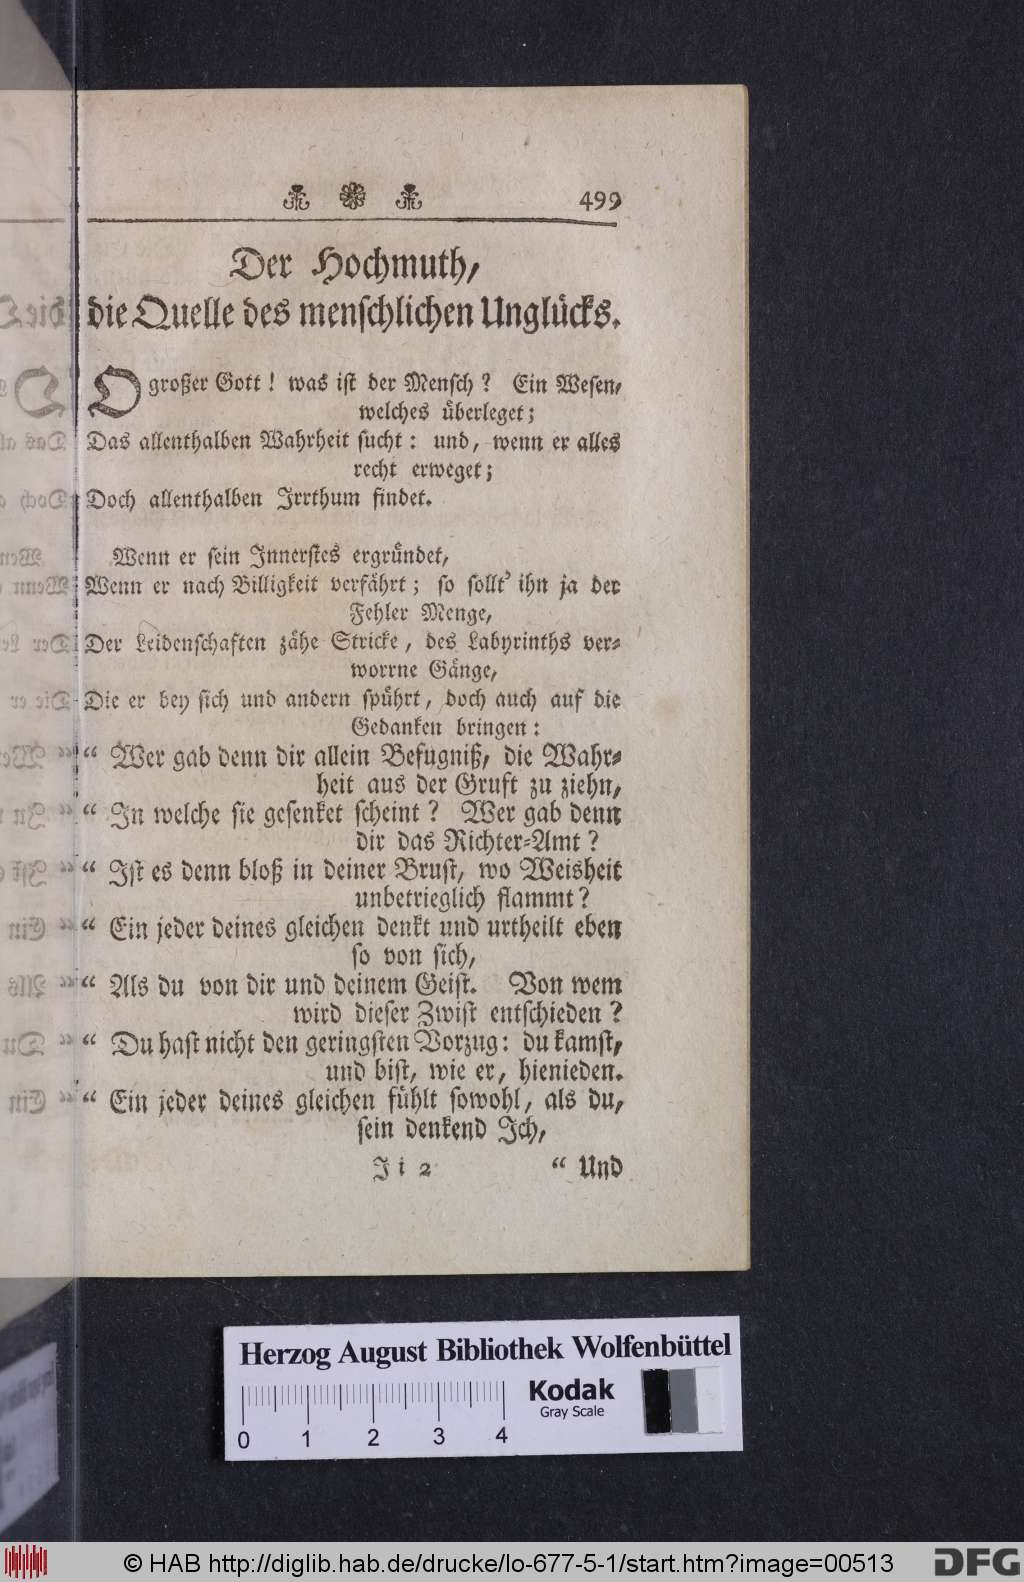 499
Der Hochmuth,
die Quelle des menschlichen Unglücks.
O großer Gott! was ist der Mensch? Ein Wesen,
welches überleget;
Das allenthalben Wahrheit sucht: und, wenn er alles
recht erweget;
Doch allenthalben Irrthum findet.
Wenn er sein Innerstes ergründet,
Wenn er nach Billigkeit verfährt; so sollt' ihn ja der
Fehler Menge,
Der Leidenschaften zähe Stricke, des Labyrinths ver-
worrne Gänge,
Die er bey sich und andern spührt, doch auch auf die
Gedanken bringen:
“ Wer gab denn dir allein Befugniß, die Wahr-
heit aus der Gruft zu ziehn,
“ In welche sie gesenket scheint? Wer gab denn
dir das Richter-Amt?
“ Ist es denn bloß in deiner Brust, wo Weisheit
unbetrieglich flammt?
“ Ein jeder deines gleichen denkt und urtheilt eben
so von sich,
“ Als du von dir und deinem Geist. Von wem
wird dieser Zwist entschieden?
“ Du hast nicht den geringsten Vorzug: du kamst,
und bist, wie er, hienieden.
“ Ein jeder deines gleichen fühlt sowohl, als du,
sein denkend Ich,
Ji 2 “ Und
Herzog August Bibliothek Wolfenbüttel
Kodak
Gray Scale
0 1 2 3 4
© HAB http://diglib.hab.de/drucke/lo-677-5-1/start.htm?image=00513
DFG